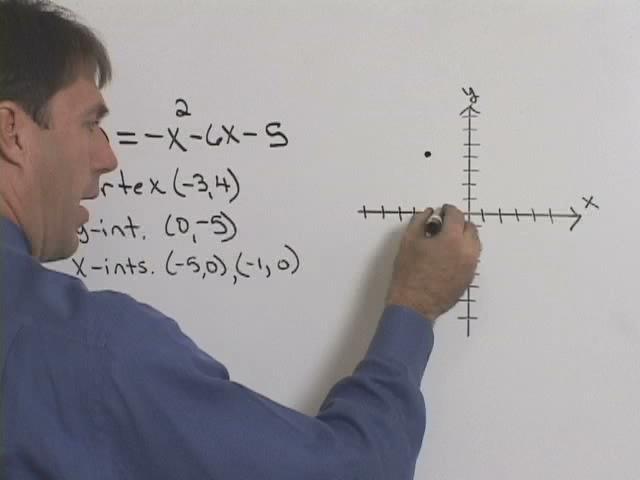 = -x² - 6x - 5
rtex (-3, 4)
y-int. (0, -5)
x-ints. (-5, 0), (-1, 0)
y
x